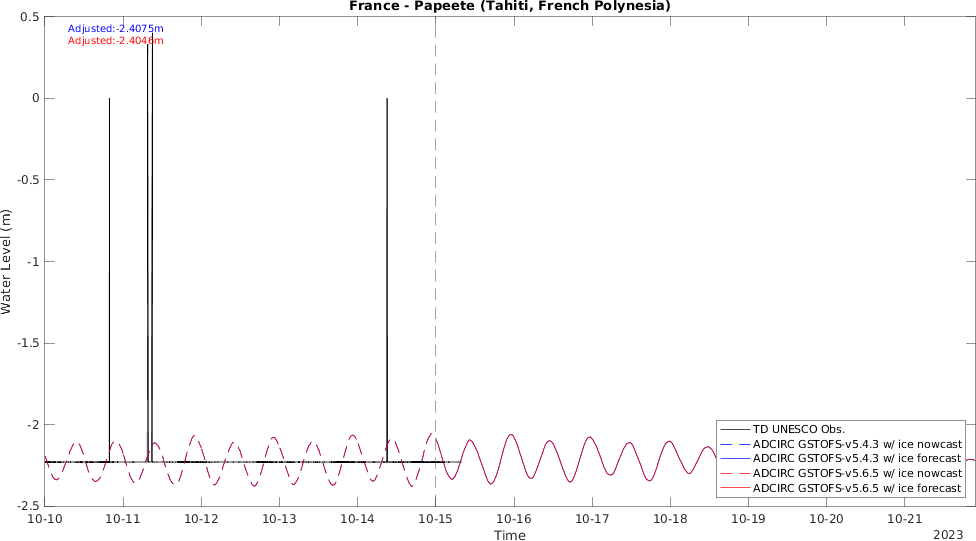 France - Papeete (Tahiti, French Polynesia)
Adjusted:-2.4075m
Adjusted:-2.4046m
0.5
0
-0.5
-1
-1.5
-2
-2.5
Water Level (m)
TD UNESCO Obs.
ADCIRC GSTOFS-v5.4.3 w/ ice nowcast
ADCIRC GSTOFS-v5.4.3 w/ ice forecast
ADCIRC GSTOFS-v5.6.5 w/ ice nowcast
ADCIRC GSTOFS-v5.6.5 w/ ice forecast
10-10 10-11 10-12 10-13 10-14 10-15 10-16 10-17 10-18 10-19 10-20 10-21
Time
2023